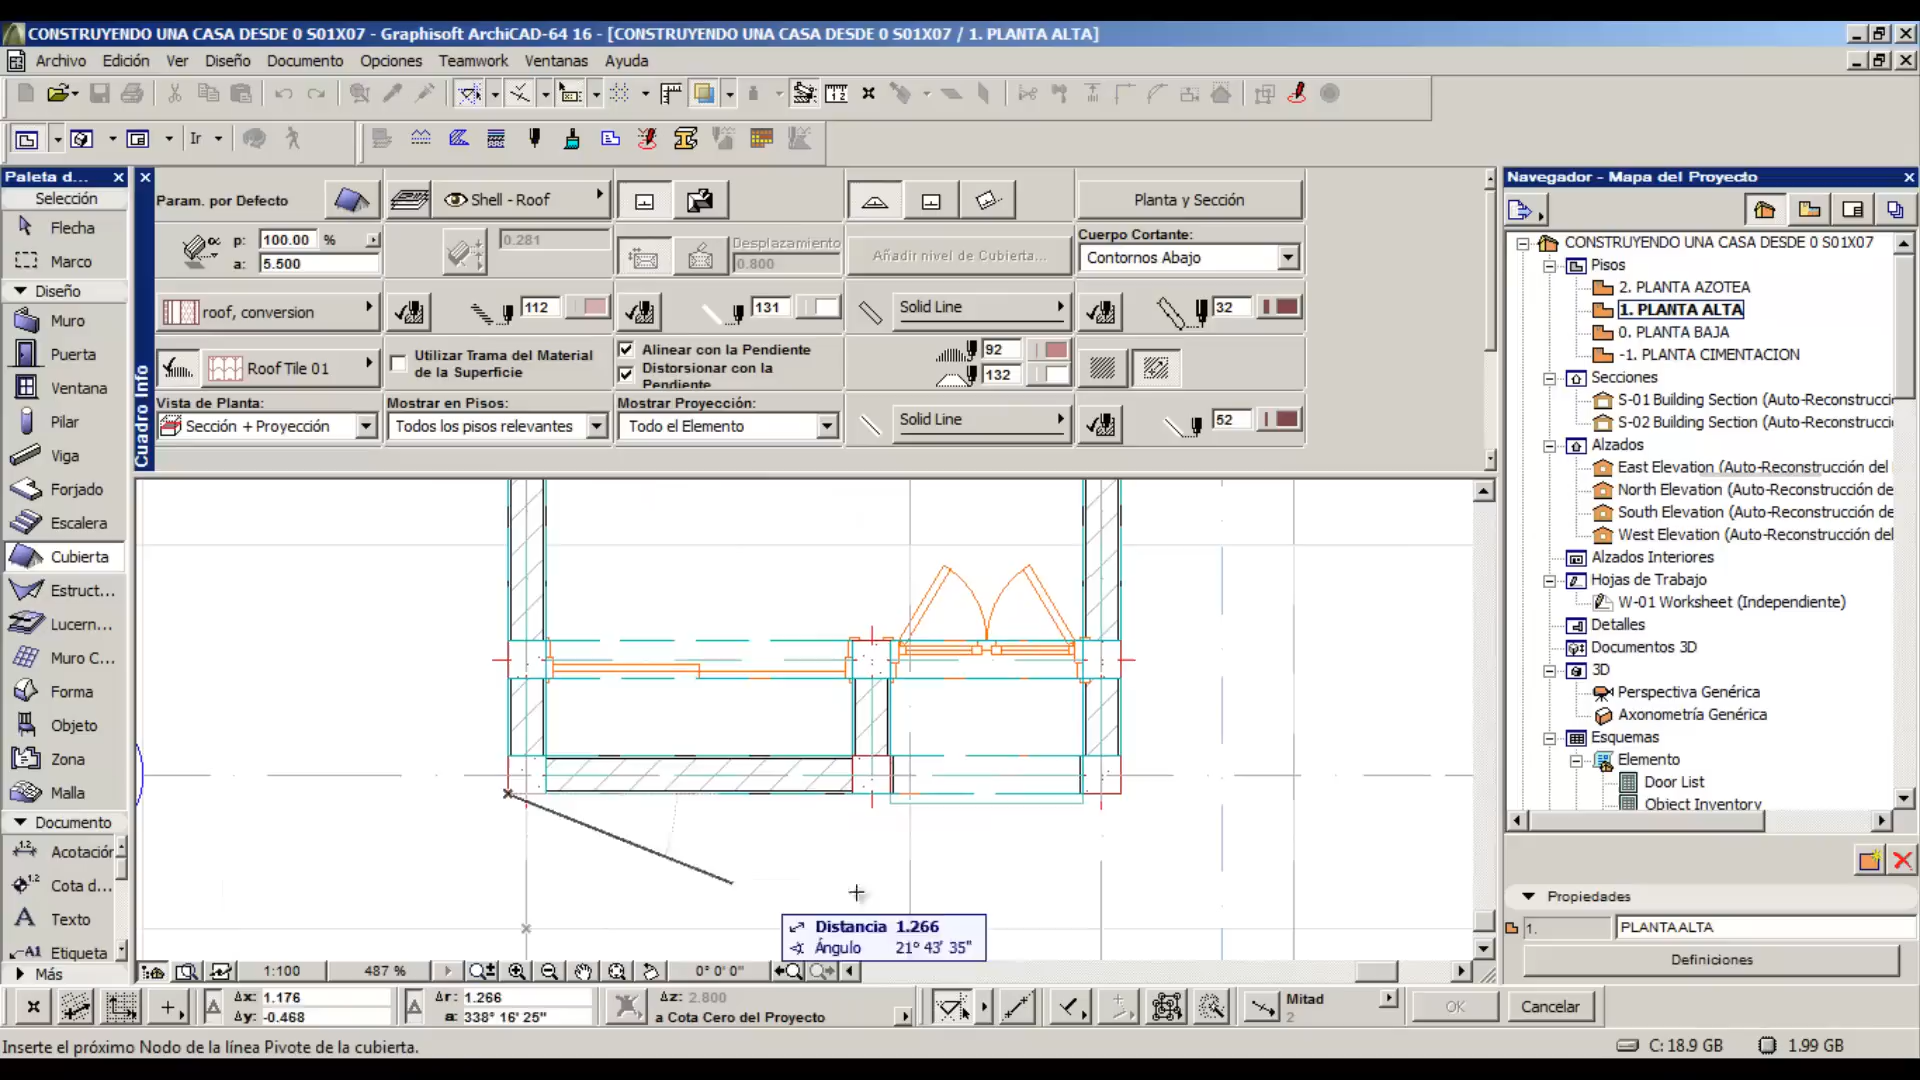 CONSTRUYENDO UNA CASA DESDE 0 S01X07 - Graphisoft ArchiCAD-64 16 - [CONSTRUYENDO UNA CASA DESDE 0 S01X07 / 1. PLANTA ALTA]
Archivo Edición Ver Diseño Documento Opciones Teamwork Ventanas Ayuda
Ir
Paleta d...
Selección
Flecha
Marco
Diseño
Muro
Puerta
Ventana
Pilar
Viga
Forjado
Escalera
Cubierta
Estruct...
Lucern...
Muro C...
Forma
Objeto
Zona
Malla
Documento
Acotación
Cota d...
Texto
Etiqueta
Más
Cuadro Info
Param. por Defecto
Shell - Roof
Planta y Sección
p: 100.00 %
a: 5.500
0.281
Desplazamiento
0.800
Añadir nivel de Cubierta...
Cuerpo Cortante:
Contornos Abajo
roof, conversion
112
131
Solid Line
32
Roof Tile 01
Utilizar Trama del Material de la Superficie
Alinear con la Pendiente
Distorsionar con la Pendiente
92
132
Vista de Planta:
Sección + Proyección
Mostrar en Pisos:
Todos los pisos relevantes
Mostrar Proyección:
Todo el Elemento
Solid Line
52
Distancia 1.266
Ángulo 21° 43' 35"
1:100
487 %
0° 0' 0"
Δx: 1.176
Δy: -0.468
Δr: 1.266
a: 338° 16' 25"
Δz: 2.800
a Cota Cero del Proyecto
Mitad
2
OK
Cancelar
Inserte el próximo Nodo de la línea Pivote de la cubierta.
C: 18.9 GB
1.99 GB
Navegador - Mapa del Proyecto
CONSTRUYENDO UNA CASA DESDE 0 S01X07
Pisos
2. PLANTA AZOTEA
1. PLANTA ALTA
0. PLANTA BAJA
-1. PLANTA CIMENTACION
Secciones
S-01 Building Section (Auto-Reconstrucci
S-02 Building Section (Auto-Reconstrucci
Alzados
East Elevation (Auto-Reconstrucción del
North Elevation (Auto-Reconstrucción de
South Elevation (Auto-Reconstrucción de
West Elevation (Auto-Reconstrucción del
Alzados Interiores
Hojas de Trabajo
W-01 Worksheet (Independiente)
Detalles
Documentos 3D
3D
Perspectiva Genérica
Axonometría Genérica
Esquemas
Elemento
Door List
Object Inventory
Propiedades
1.
PLANTA ALTA
Definiciones